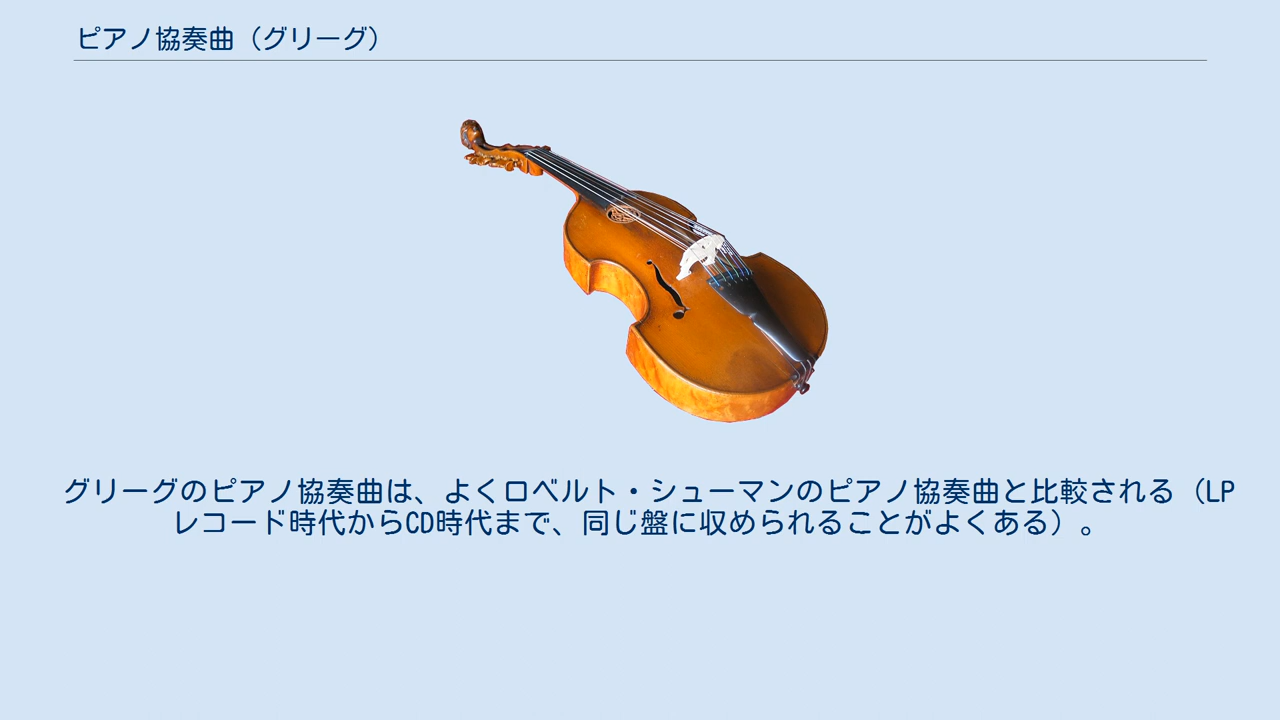 ピアノ協奏曲（グリーグ）
グリーグのピアノ協奏曲は、よくロベルト・シューマンのピアノ協奏曲と比較される（LP
レコード時代からCD時代まで、同じ盤に収められることがよくある）。